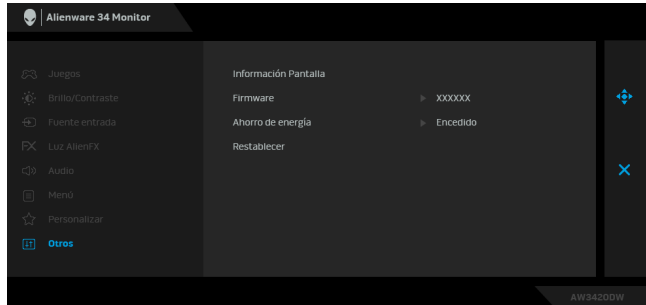 Alienware 34 Monitor
Juegos
Brillo/Contraste
Fuente entrada
Luz AlienFX
Audio
Menú
Personalizar
Otros
Información Pantalla
Firmware XXXXXX
Ahorro de energía Encedido
Restablecer
AW3420DW